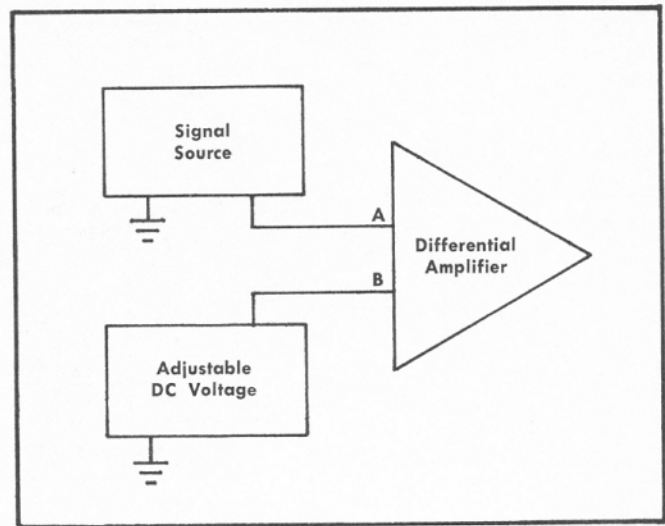 Signal
Source
A
Differential
Amplifier
B
Adjustable
DC Voltage